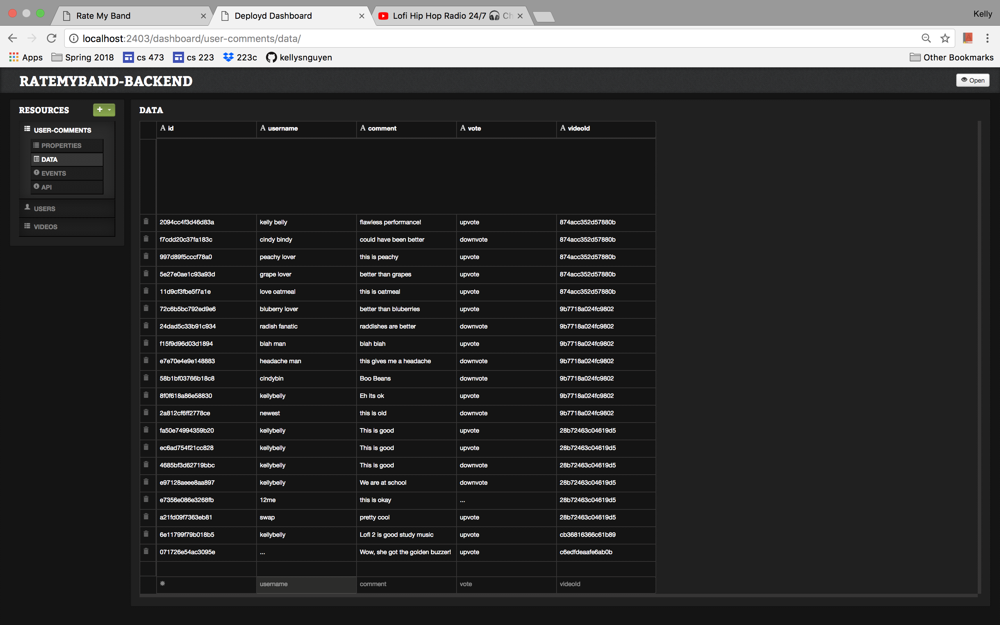 Rate My Band
Deployd Dashboard
Lofi Hip Hop Radio 24/7 🎧 Ch
Kelly
localhost:2403/dashboard/user-comments/data/
Apps Spring 2018 cs 473 cs 223 223c kellysnguyen Other Bookmarks
RATEMYBAND-BACKEND
Open
RESOURCES
USER-COMMENTS
PROPERTIES
DATA
EVENTS
API
USERS
VIDEOS
DATA
A id A username A comment A vote A videoId
2094cc4f3d46d83a kelly belly flawless performance! upvote 874acc352d57880b
f7cdd20c37fa183c cindy bindy could have been better downvote 874acc352d57880b
997d89f5cccf78a0 peachy lover this is peachy upvote 874acc352d57880b
5e27e0ae1c93a93d grape lover better than grapes upvote 874acc352d57880b
11d9cf3fbe5f7a1e love oatmeal this is oatmeal upvote 874acc352d57880b
72c6b5bc792ed9e6 bluberry lover better than bluberries upvote 9b7718a024fc9802
24dad5c33b91c934 radish fanatic raddishes are better downvote 9b7718a024fc9802
f15f9d96d03d1894 blah man blah blah upvote 9b7718a024fc9802
e7e70e4e9e148883 headache man this gives me a headache downvote 9b7718a024fc9802
58b1bf03766b18c8 cindybin Boo Beans downvote 9b7718a024fc9802
8f0f618a86e58830 kellybelly Eh its ok upvote 9b7718a024fc9802
2a812cf6ff2778ce newest this is old downvote 9b7718a024fc9802
fa50e74994359b20 kellybelly This is good upvote 28b72463c04619d5
ec6ad754f21cc828 kellybelly This is good upvote 28b72463c04619d5
4685bf3d62719bbc kellybelly This is good downvote 28b72463c04619d5
e97128aeee8aa897 kellybelly We are at school downvote 28b72463c04619d5
e7356e086e3268fb 12me this is okay ... 28b72463c04619d5
a21fd09f7363eb81 swap pretty cool upvote 28b72463c04619d5
6e11799f79b018b5 kellybelly Lofi 2 is good study music upvote cb36816366c61b89
071726e54ac3095e ... Wow, she got the golden buzzer! upvote c6edfdeaafe6ab0b
username comment vote videoId